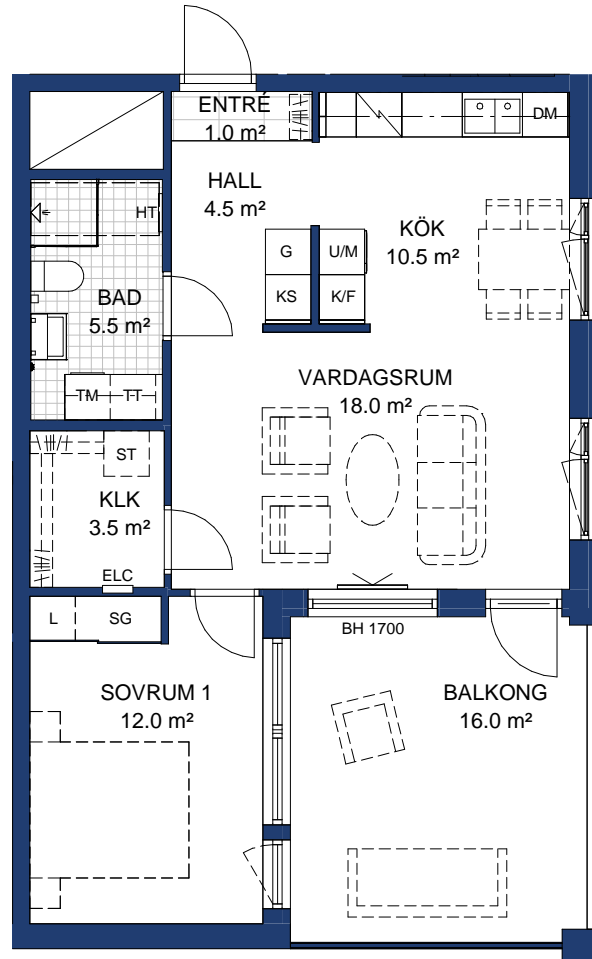 ENTRÉ
1.0 m²
DM
HALL
4.5 m²
HT
KÖK
10.5 m²
G
U/M
KS
K/F
BAD
5.5 m²
VARDAGSRUM
18.0 m²
TM
TT
ST
KLK
3.5 m²
ELC
L
SG
BH 1700
SOVRUM 1
12.0 m²
BALKONG
16.0 m²